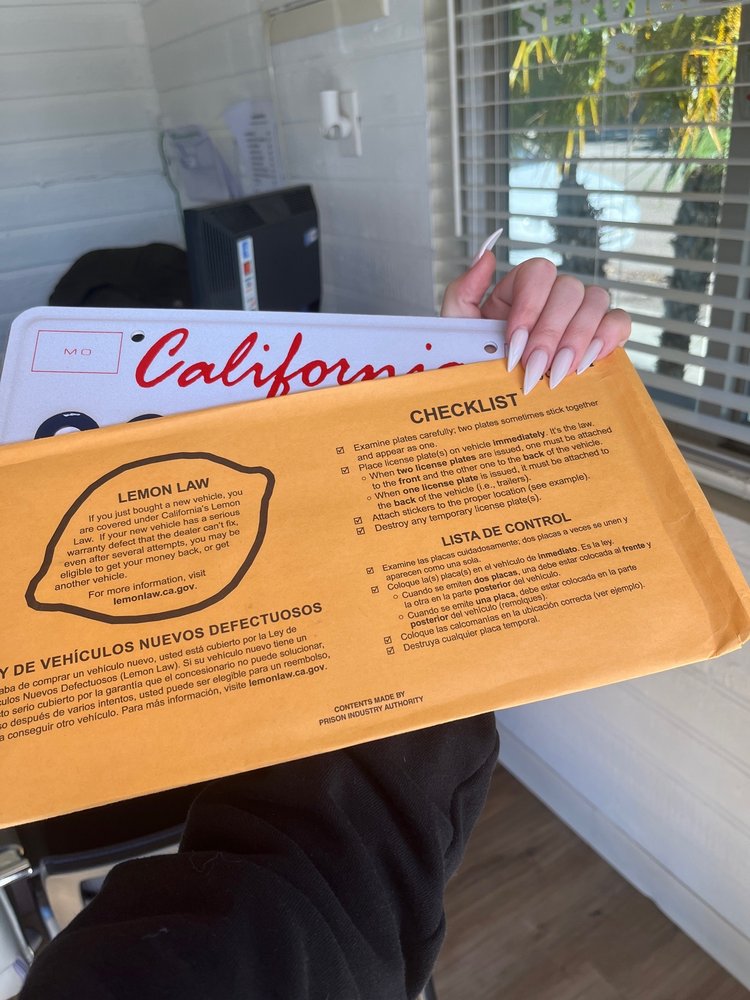 SERVICE
S
MO
California
CHECKLIST
☑ Examine plates carefully; two plates sometimes stick together
and appear as one.
☑ Place license plate(s) on vehicle immediately. It's the law.
○ When two license plates are issued, one must be attached
to the front and the other one to the back of the vehicle.
○ When one license plate is issued, it must be attached to
the back of the vehicle (i.e., trailers).
☑ Attach stickers to the proper location (see example).
☑ Destroy any temporary license plate(s).
LISTA DE CONTROL
☑ Examine las placas cuidadosamente; dos placas a veces se unen y
aparecen como una sola.
☑ Coloque la(s) placa(s) en el vehículo de inmediato. Es la ley.
○ Cuando se emiten dos placas, una debe estar colocada al frente y
la otra en la parte posterior del vehículo.
○ Cuando se emite una placa, debe estar colocada en la parte
posterior del vehículo (remolques).
☑ Coloque las calcomanías en la ubicación correcta (ver ejemplo).
☑ Destruya cualquier placa temporal.
LEMON LAW
If you just bought a new vehicle, you
are covered under California's Lemon
Law. If your new vehicle has a serious
warranty defect that the dealer can't fix,
even after several attempts, you may be
eligible to get your money back, or get
another vehicle.
For more information, visit
lemonlaw.ca.gov.
Y DE VEHÍCULOS NUEVOS DEFECTUOSOS
aba de comprar un vehículo nuevo, usted está cubierto por la Ley de
culos Nuevos Defectuosos (Lemon Law). Si su vehículo nuevo tiene un
cto serio cubierto por la garantía que el concesionario no puede solucionar,
so después de varios intentos, usted puede ser elegible para un reembolso,
a conseguir otro vehículo. Para más información, visite lemonlaw.ca.gov.
CONTENTS MADE BY
PRISON INDUSTRY AUTHORITY